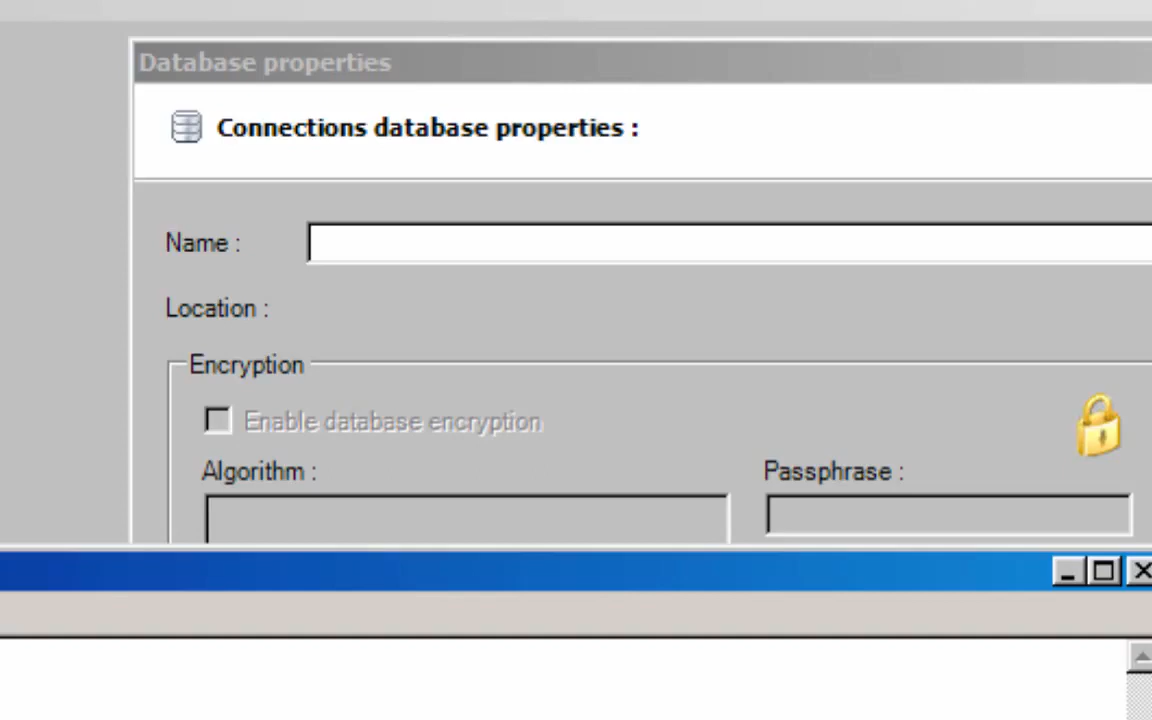 Database properties
Connections database properties :
Name :
Location :
Encryption
Enable database encryption
Algorithm :
Passphrase :